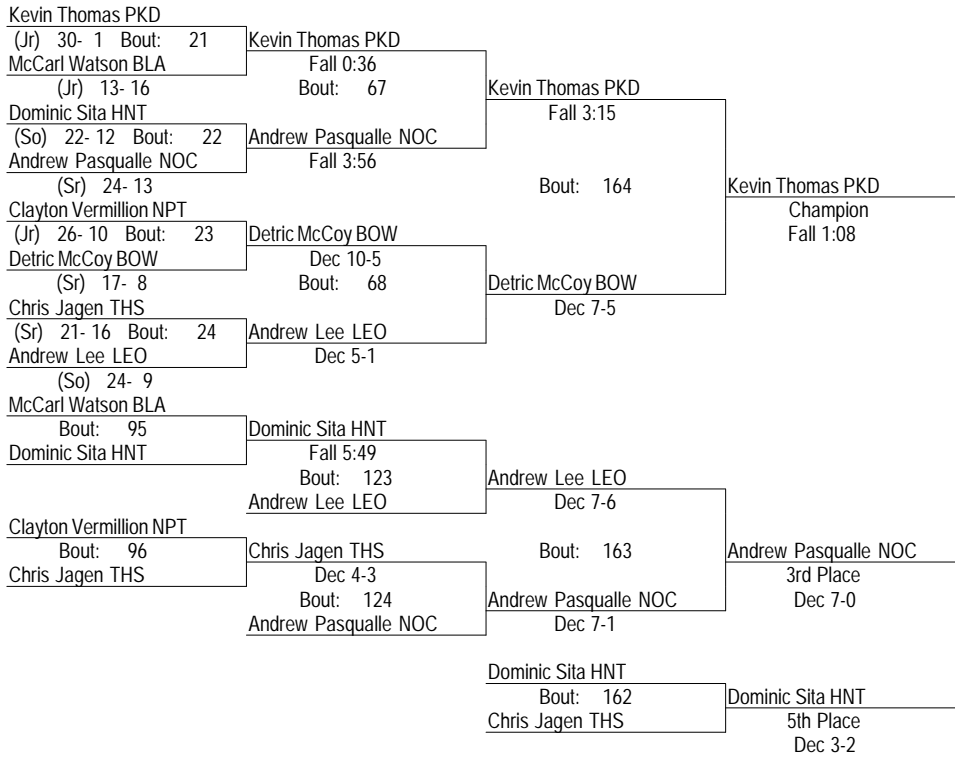 Kevin Thomas PKD
(Jr) 30- 1 Bout: 21 Kevin Thomas PKD
McCarl Watson BLA Fall 0:36
(Jr) 13- 16 Bout: 67 Kevin Thomas PKD
Dominic Sita HNT Fall 3:15
(So) 22- 12 Bout: 22 Andrew Pasqualle NOC
Andrew Pasqualle NOC Fall 3:56
(Sr) 24- 13 Bout: 164 Kevin Thomas PKD
Clayton Vermillion NPT Champion
(Jr) 26- 10 Bout: 23 Detric McCoy BOW Fall 1:08
Detric McCoy BOW Dec 10-5
(Sr) 17- 8 Bout: 68 Detric McCoy BOW
Chris Jagen THS Dec 7-5
(Sr) 21- 16 Bout: 24 Andrew Lee LEO
Andrew Lee LEO Dec 5-1
(So) 24- 9
McCarl Watson BLA
Bout: 95 Dominic Sita HNT
Dominic Sita HNT Fall 5:49
Bout: 123 Andrew Lee LEO
Andrew Lee LEO Dec 7-6
Clayton Vermillion NPT
Bout: 96 Chris Jagen THS Bout: 163 Andrew Pasqualle NOC
Chris Jagen THS Dec 4-3 3rd Place
Bout: 124 Andrew Pasqualle NOC Dec 7-0
Andrew Pasqualle NOC Dec 7-1
Dominic Sita HNT
Bout: 162 Dominic Sita HNT
Chris Jagen THS 5th Place
Dec 3-2